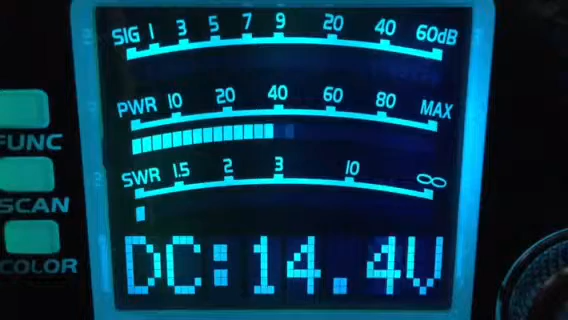 SIG 1 3 5 7 9 20 40 60dB
PWR 10 20 40 60 80 MAX
FUNC
SWR 1.5 2 3 10 ∞
SCAN
DC:14.4V
COLOR